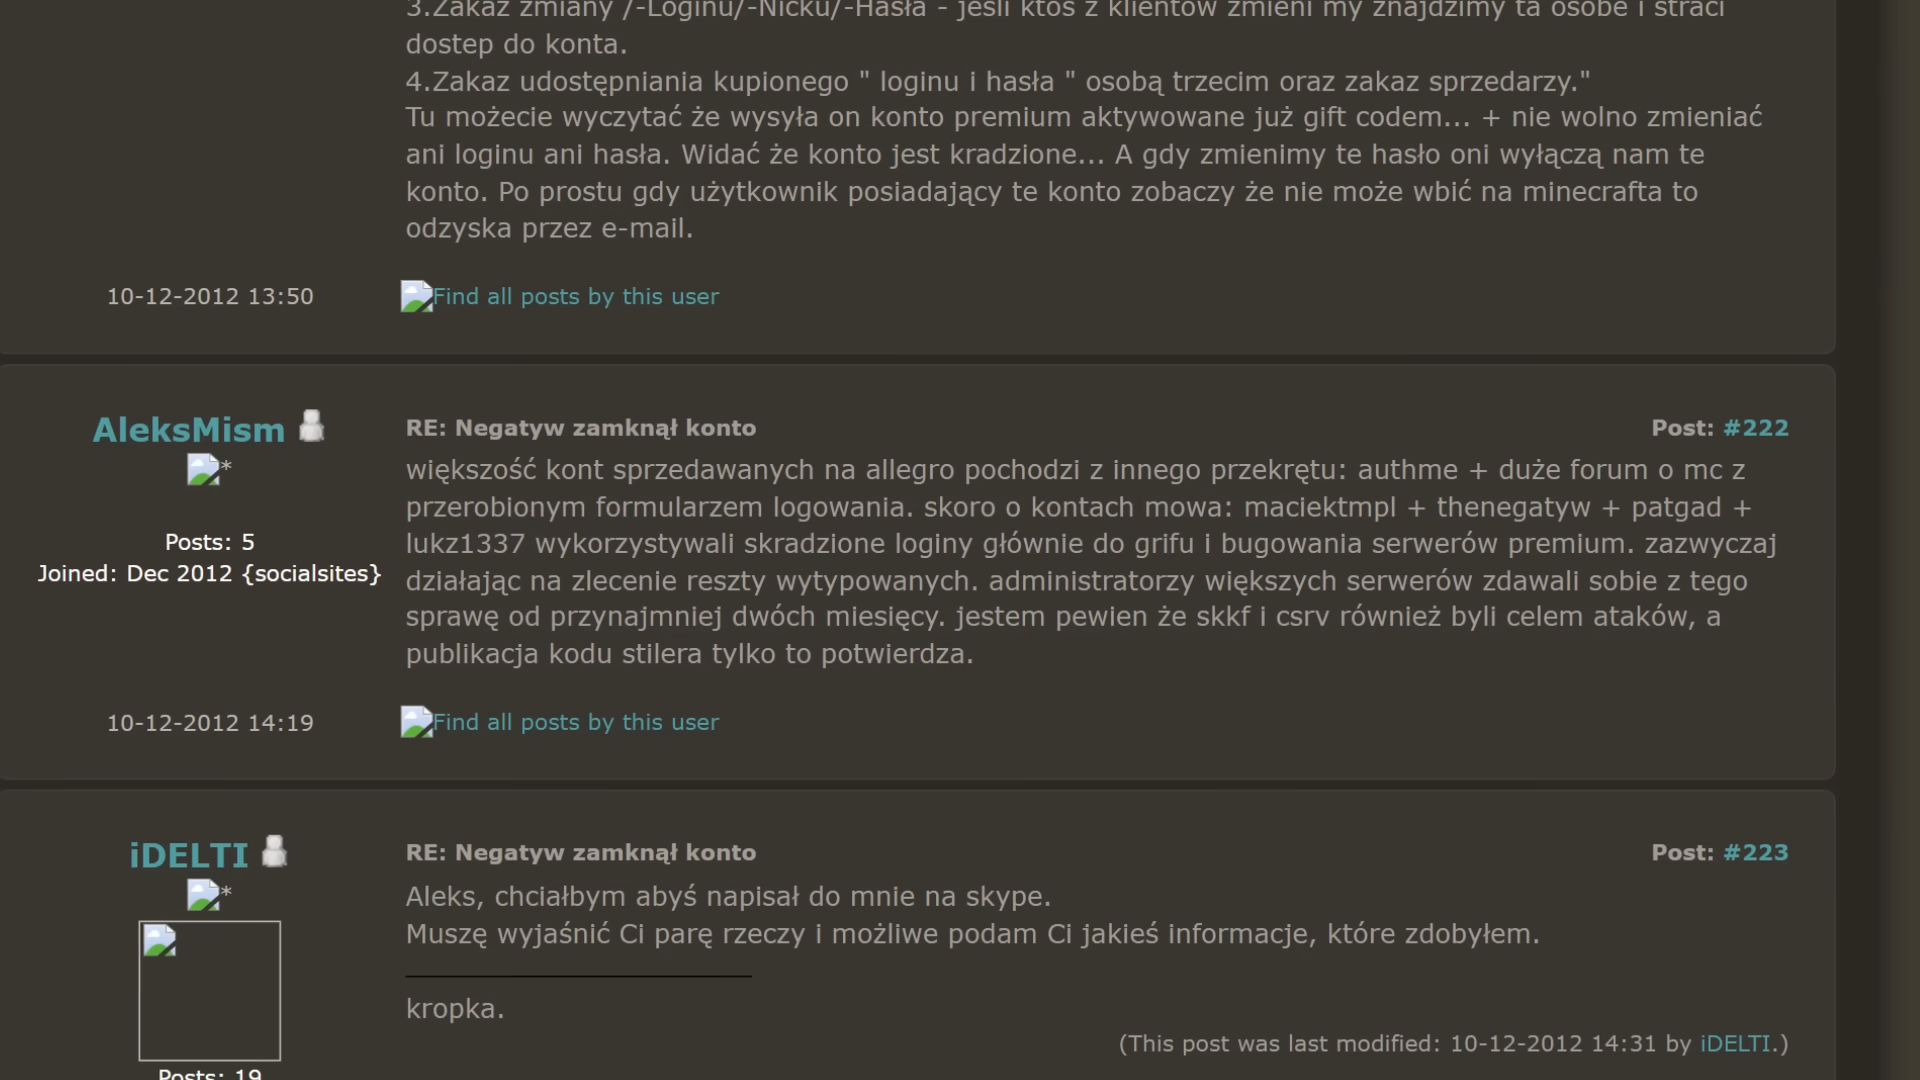 3.Zakaz zmiany /-Loginu/-Nicku/-Hasła - jeśli ktoś z klientów zmieni my znajdzimy ta osobe i straci
dostep do konta.
4.Zakaz udostępniania kupionego " loginu i hasła " osobą trzecim oraz zakaz sprzedarzy."
Tu możecie wyczytać że wysyła on konto premium aktywowane już gift codem... + nie wolno zmieniać
ani loginu ani hasła. Widać że konto jest kradzione... A gdy zmienimy te hasło oni wyłączą nam te
konto. Po prostu gdy użytkownik posiadający te konto zobaczy że nie może wbić na minecrafta to
odzyska przez e-mail.
10-12-2012 13:50
Find all posts by this user
AleksMism
*
Posts: 5
Joined: Dec 2012 {socialsites}
RE: Negatyw zamknął konto
Post: #222
większość kont sprzedawanych na allegro pochodzi z innego przekrętu: authme + duże forum o mc z
przerobionym formularzem logowania. skoro o kontach mowa: maciektmpl + thenegatyw + patgad +
lukz1337 wykorzystywali skradzione loginy głównie do grifu i bugowania serwerów premium. zazwyczaj
działając na zlecenie reszty wytypowanych. administratorzy większych serwerów zdawali sobie z tego
sprawę od przynajmniej dwóch miesięcy. jestem pewien że skkf i csrv również byli celem ataków, a
publikacja kodu stilera tylko to potwierdza.
10-12-2012 14:19
Find all posts by this user
iDELTI
*
Posts: 19
RE: Negatyw zamknął konto
Post: #223
Aleks, chciałbym abyś napisał do mnie na skype.
Muszę wyjaśnić Ci parę rzeczy i możliwe podam Ci jakieś informacje, które zdobyłem.
kropka.
(This post was last modified: 10-12-2012 14:31 by iDELTI.)